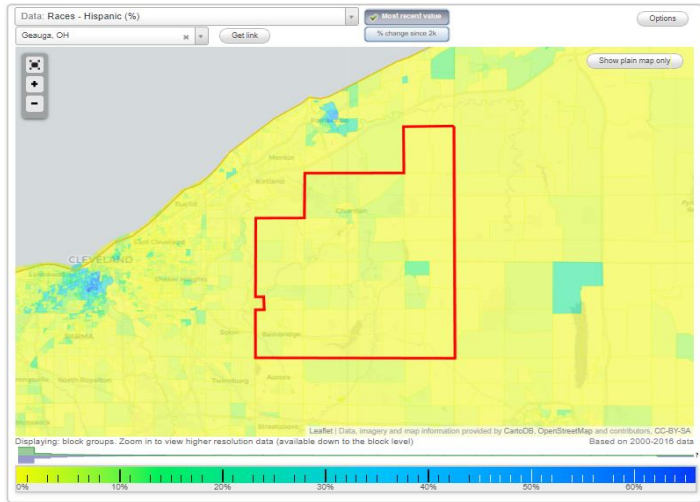 Data: Races - Hispanic (%)
Most recent value
Options
Geauga, OH
Get link
% change since 2k
Show plain map only
+
−
Mentor
Kirtland
Euclid
Chardon
East Cleveland
CLEVELAND
Shaker Heights
PARMA
Solon
Bainbridge
North Royalton
Twinsburg
Aurora
Streetsboro
Leaflet | Data, imagery and map information provided by CartoDB, OpenStreetMap and contributors, CC-BY-SA
Displaying: block groups. Zoom in to view higher resolution data (available down to the block level)
Based on 2000-2016 data
?
0%
10%
20%
30%
40%
50%
60%